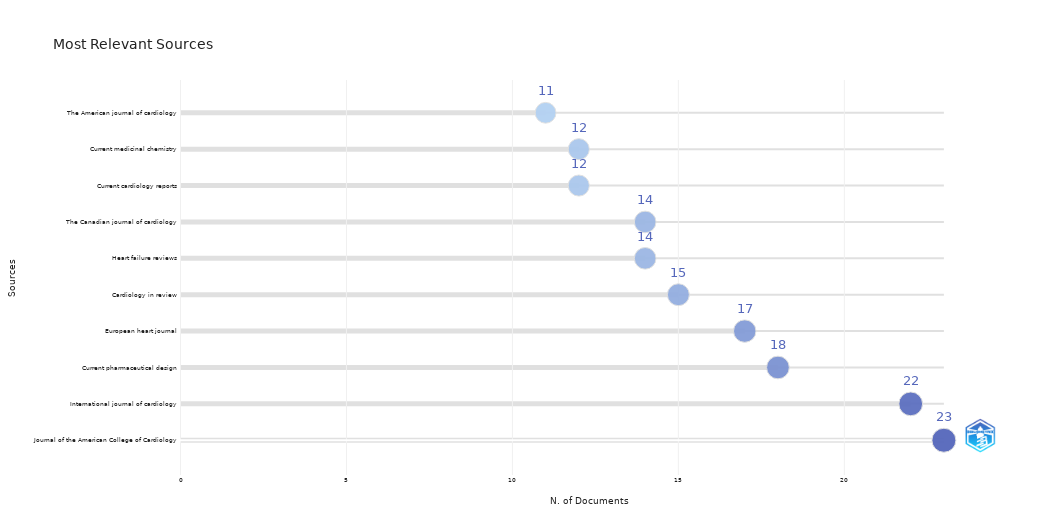 Most Relevant Sources
11
The American journal of cardiology
12
Current medicinal chemistry
12
Current cardiology reports
14
The Canadian journal of cardiology
14
Heart failure reviews
15
Cardiology in review
17
European heart journal
18
Current pharmaceutical design
22
International journal of cardiology
23
Journal of the American College of Cardiology
Sources
0 5 10 15 20
N. of Documents